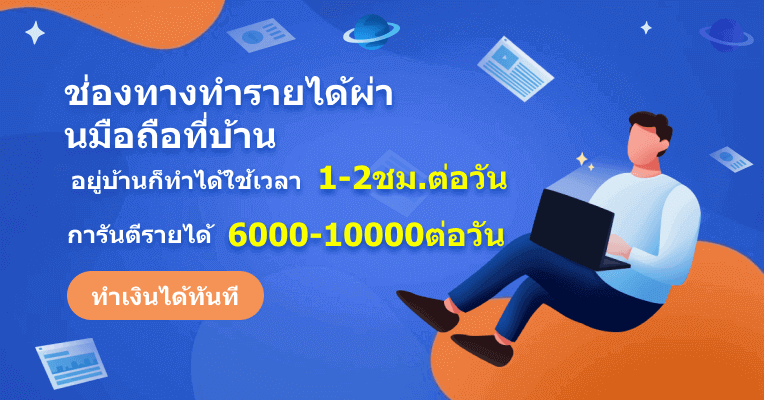 ช่องทางทำรายได้ผ่า
นมือถือที่บ้าน
อยู่บ้านก็ทำได้ใช้เวลา 1-2ชม.ต่อวัน
การันตีรายได้ 6000-10000ต่อวัน
ทำเงินได้ทันที